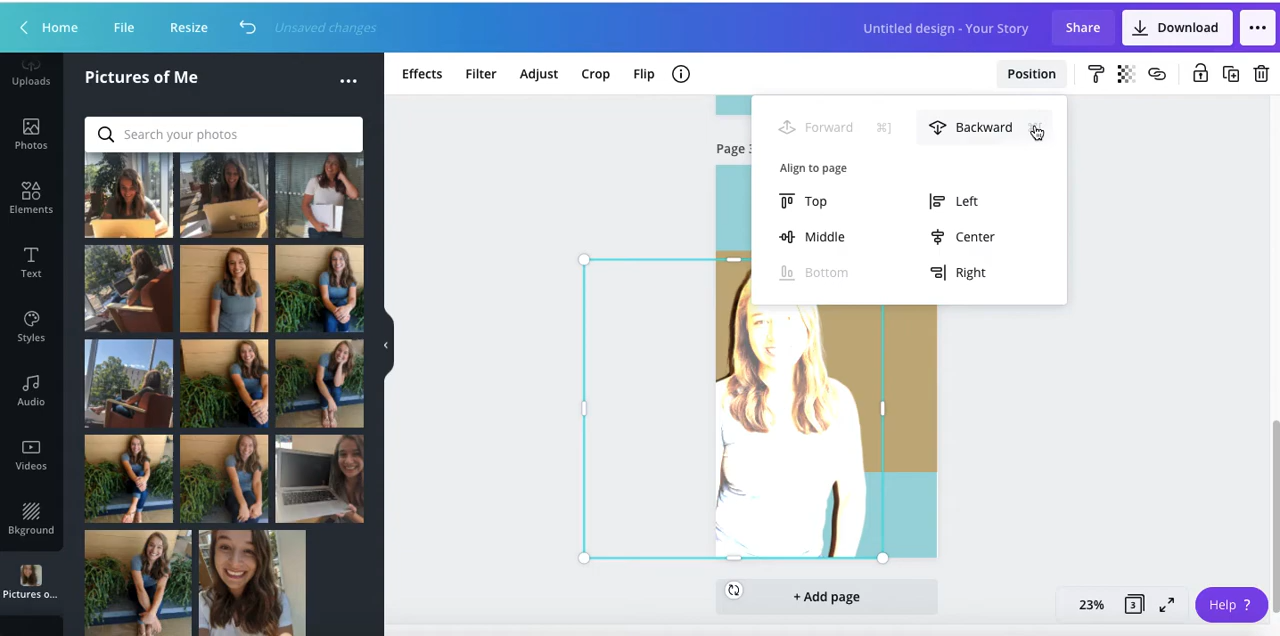 Home File Resize Unsaved changes Untitled design - Your Story Share Download
Uploads
Photos
Elements
Text
Styles
Audio
Videos
Bkground
Pictures o...
Pictures of Me
Search your photos
Effects Filter Adjust Crop Flip Position
Forward ⌘] Backward
Align to page
Top Left
Middle Center
Bottom Right
Page 3
+ Add page
23% 3 Help ?